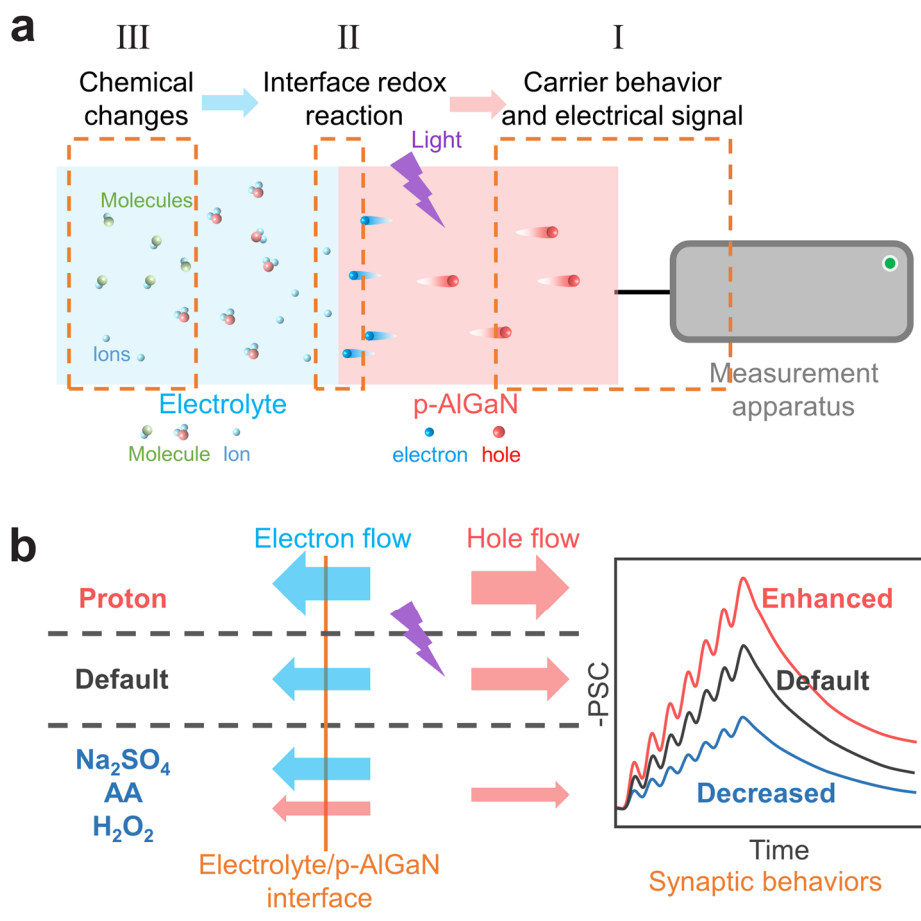 a
III
II
I
Chemical
changes
Interface redox
reaction
Carrier behavior
and electrical signal
Light
Molecules
Ions
Measurement
apparatus
Electrolyte
p-AlGaN
Molecule Ion
electron hole
b
Electron flow
Hole flow
Proton
Default
Na₂SO₄
AA
H₂O₂
Electrolyte/p-AlGaN
interface
-PSC
Enhanced
Default
Decreased
Time
Synaptic behaviors